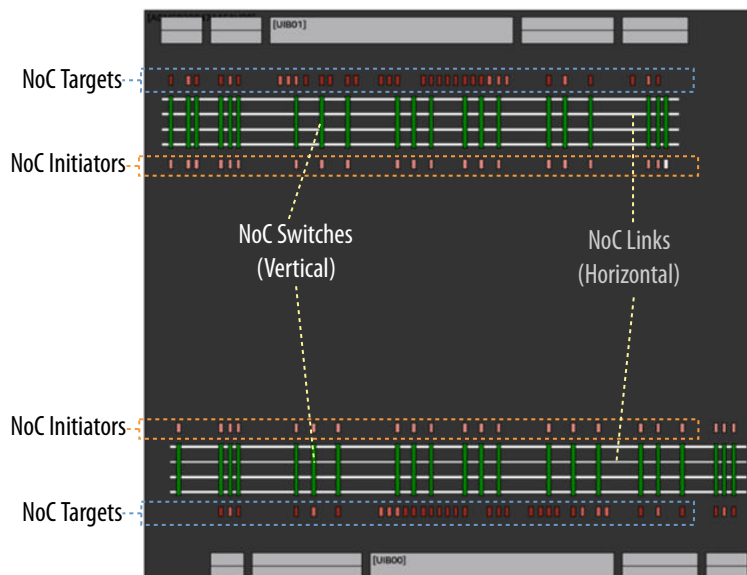 [UIB01]
NoC Targets
NoC Initiators
NoC Switches
(Vertical)
NoC Links
(Horizontal)
NoC Initiators
NoC Targets
[UIB00]